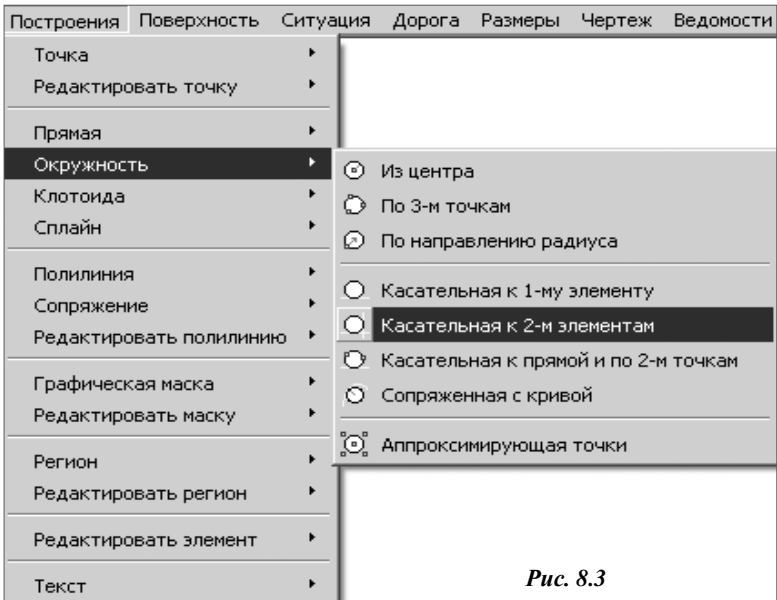 Построения Поверхность Ситуация Дорога Размеры Чертеж Ведомости
Точка
Редактировать точку
Прямая
Окружность
Клотоида
Сплайн
Полилиния
Сопряжение
Редактировать полилинию
Графическая маска
Редактировать маску
Регион
Редактировать регион
Редактировать элемент
Текст
Из центра
По 3-м точкам
По направлению радиуса
Касательная к 1-му элементу
Касательная к 2-м элементам
Касательная к прямой и по 2-м точкам
Сопряженная с кривой
Аппроксимирующая точки
Рис. 8.3